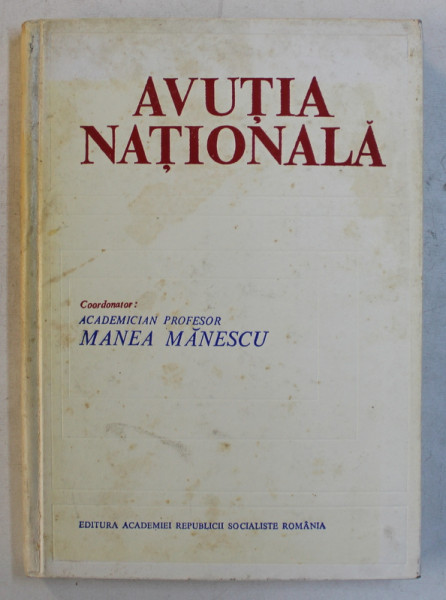 AVUȚIA
NAȚIONALĂ
Coordonator:
ACADEMICIAN PROFESOR
MANEA MĂNESCU
EDITURA ACADEMIEI REPUBLICII SOCIALISTE ROMÂNIA